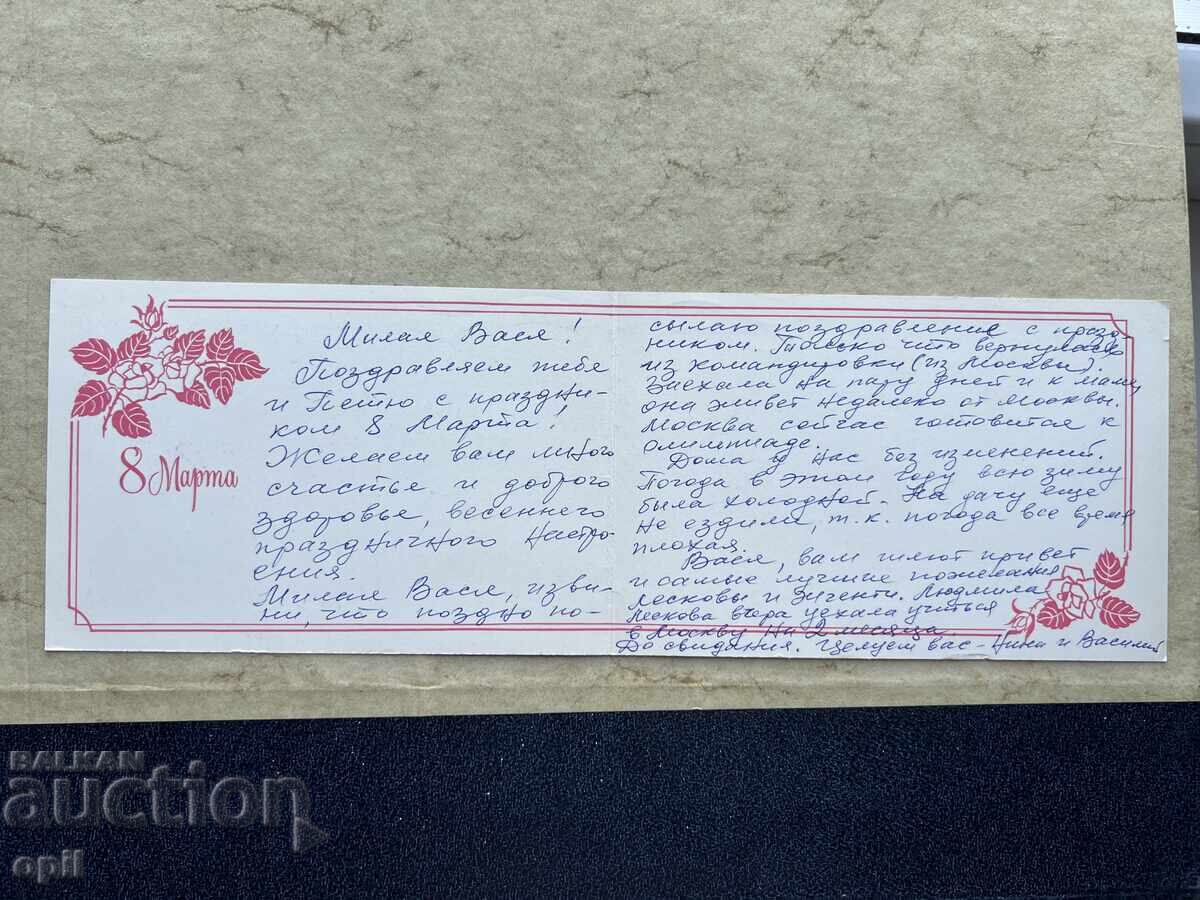 8 Марта
Милая Вася!
Поздравляем тебе
и Петю с праздни-
ком 8 Марта!
Желаем вам много
счастье и доброго
здоровье, весеннего
праздничного настро-
ения.
Милая Вася, изви-
ни, что поздно по-
сылаю поздравление с празд-
ником. Только что вернулась
из командировки (из Москвы).
Заехала на пару дней и к маме,
она живет недалеко от Москвы.
Москва сейчас готовится к
олимпиаде.
Дома у нас без изменений.
Погода в этом году всю зиму
была холодной. На дачу еще
не ездили, т.к. погода все время
плохая.
Вася, вам шлют привет
и самые лучшие пожелания
Лесковы и . Людмила
Лескова вчера уехала учиться
в Москву на 2 месяца.
До свидания. Целуем вас - Нина и Василий
BALKAN
auction
opil